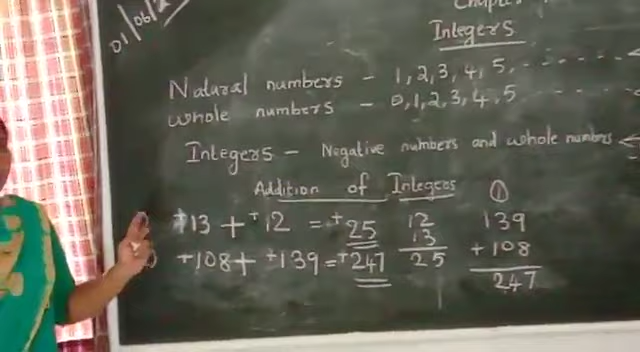 01/06/2
Chapter
Integers
Natural numbers - 1, 2, 3, 4, 5, ........
whole numbers - 0, 1, 2, 3, 4, 5 ........
Integers - Negative numbers and whole numbers
Addition of Integers
+13 + +12 = +25
+108 + +139 = +247
12
13
25
1
139
+108
247